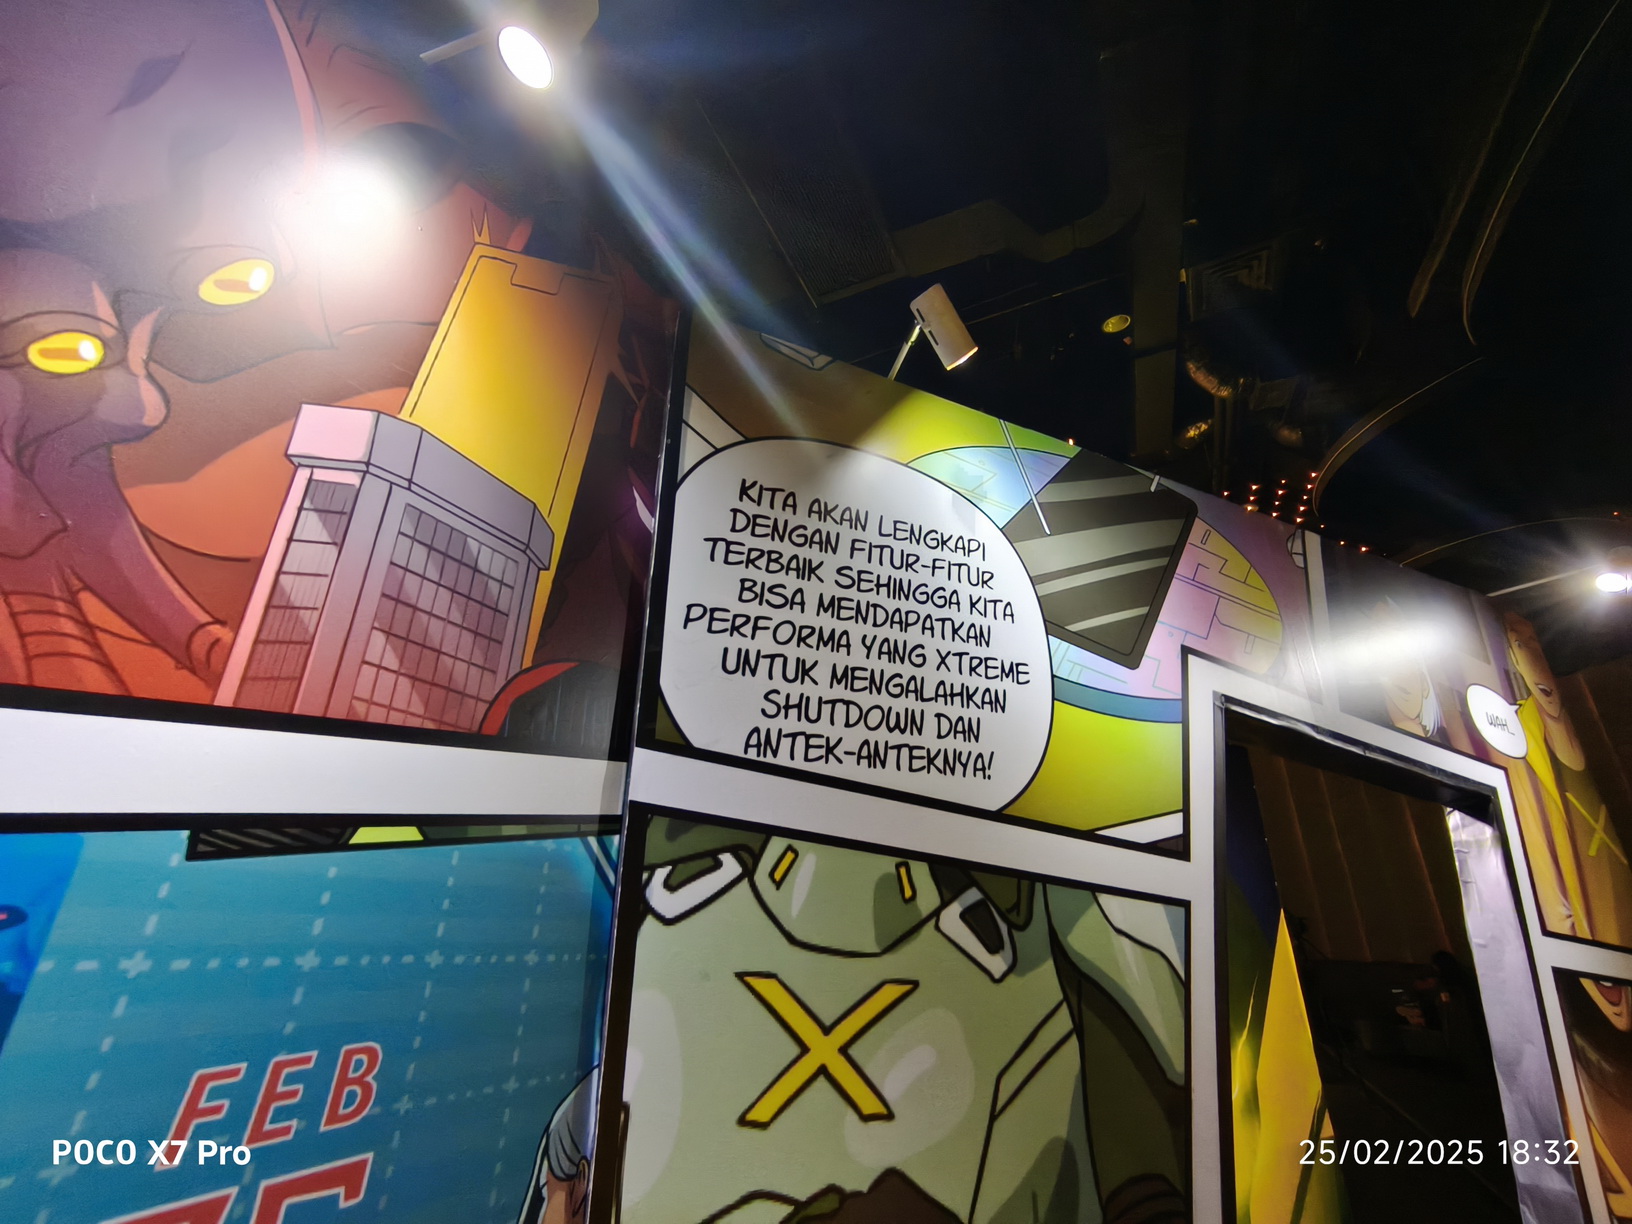 KITA AKAN LENGKAPI
DENGAN FITUR-FITUR
TERBAIK SEHINGGA KITA
BISA MENDAPATKAN
PERFORMA YANG XTREME
UNTUK MENGALAHKAN
SHUTDOWN DAN
ANTEK-ANTEKNYA!
WAH...
X
X
FEB
POCO X7 Pro
25/02/2025 18:32